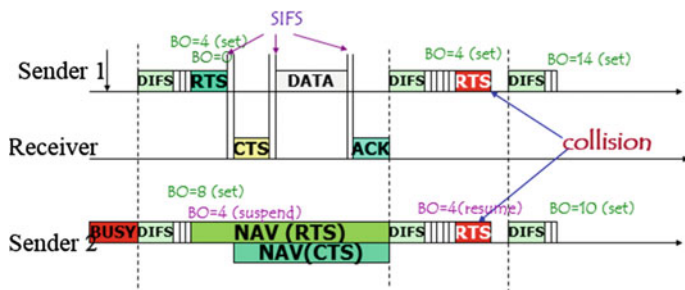 SIFS
BO=4 (set)
BO=0
BO=4 (set)
BO=14 (set)
Sender 1
DIFS
RTS
DATA
DIFS
RTS
DIFS
Receiver
CTS
ACK
collision
BO=8 (set)
BO=4 (suspend)
BO=4(resume)
BO=10 (set)
Sender 2
BUSY
DIFS
NAV (RTS)
DIFS
RTS
DIFS
NAV(CTS)